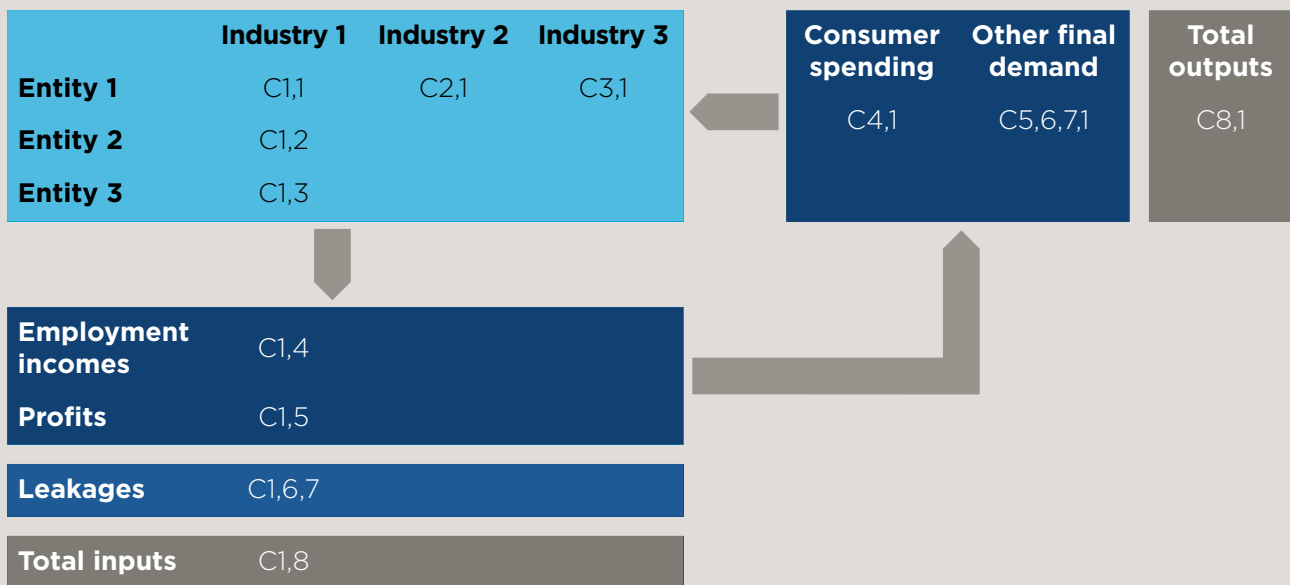 Industry 1 Industry 2 Industry 3
Entity 1 C1,1 C2,1 C3,1
Entity 2 C1,2
Entity 3 C1,3
Consumer spending
Other final demand
Total outputs
C4,1 C5,6,7,1 C8,1
Employment incomes C1,4
Profits C1,5
Leakages C1,6,7
Total inputs C1,8